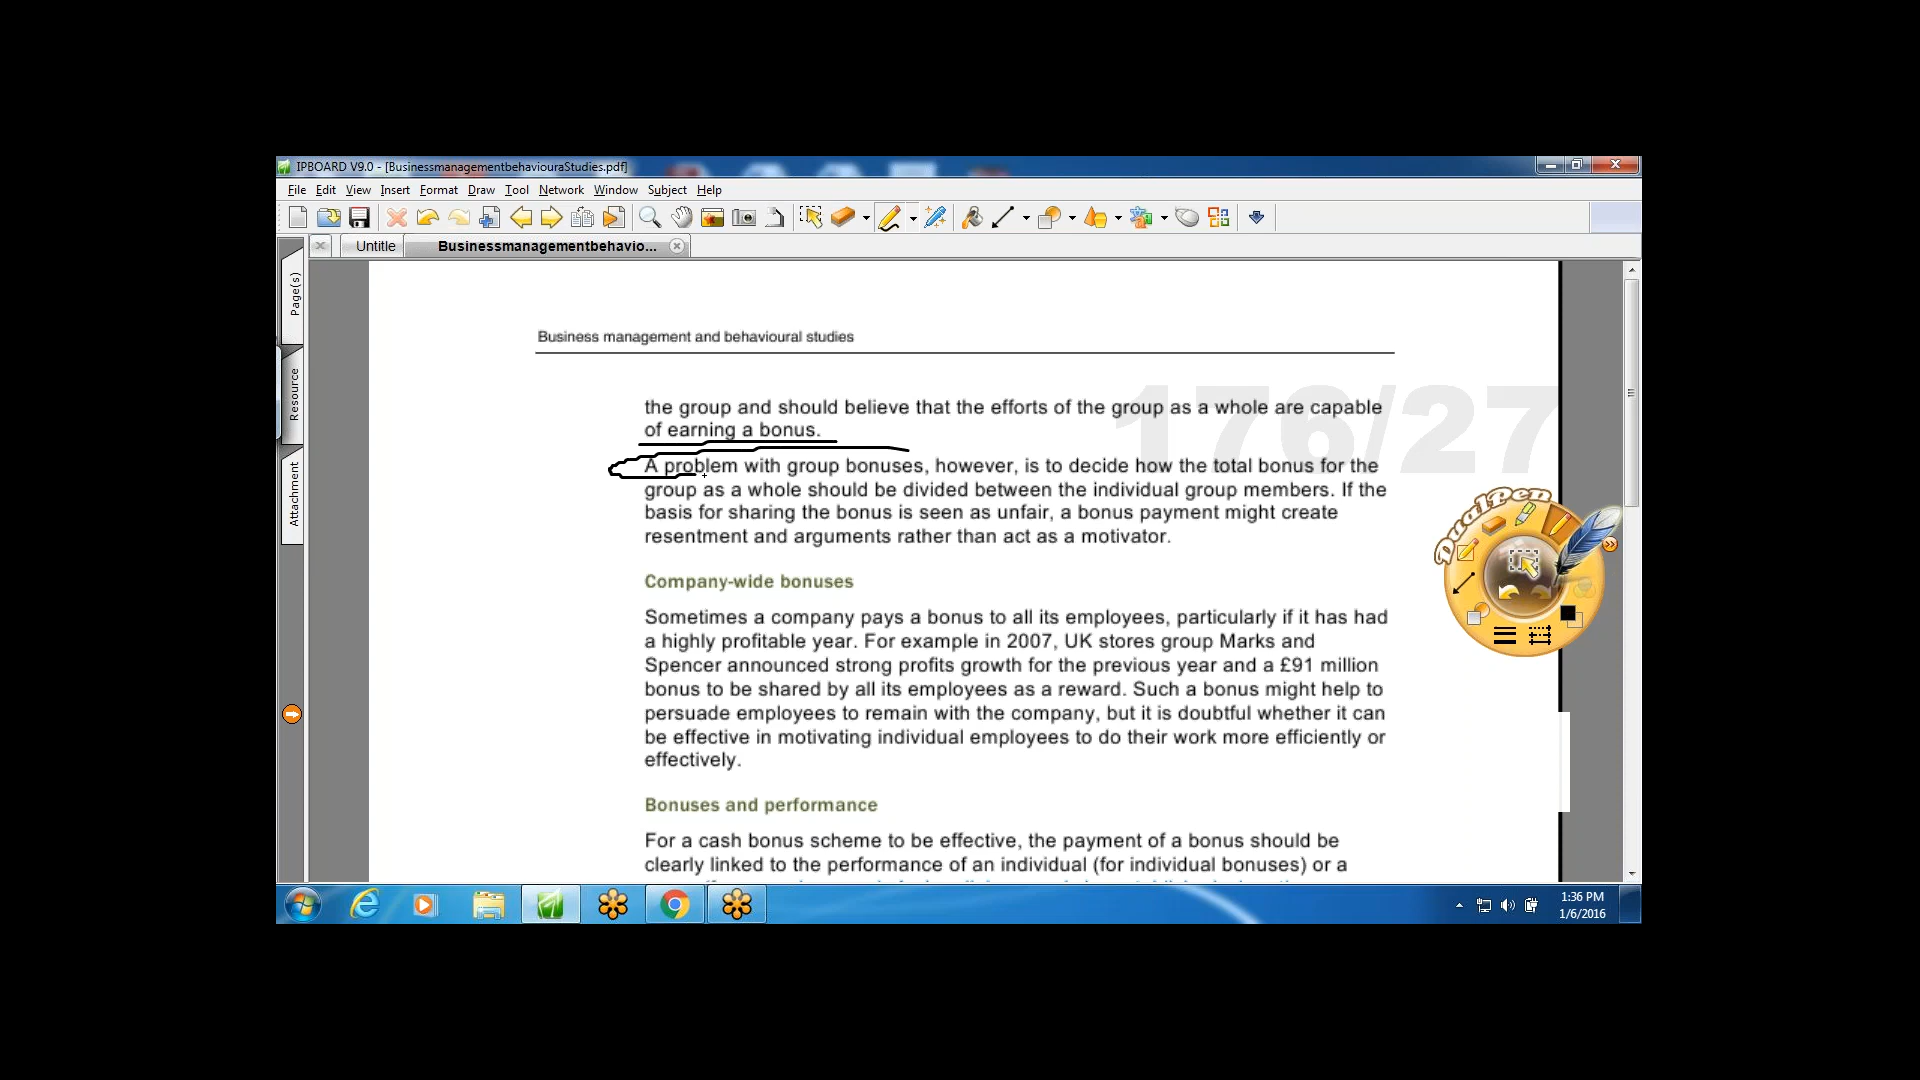 IPBOARD V9.0 - [BusinessmanagementbehaviouraStudies.pdf]
File Edit View Insert Format Draw Tool Network Window Subject Help
Untitle Businessmanagementbehavio...
Page(s)
Resource
Attachment
Business management and behavioural studies
176/27
the group and should believe that the efforts of the group as a whole are capable
of earning a bonus.
A problem with group bonuses, however, is to decide how the total bonus for the
group as a whole should be divided between the individual group members. If the
basis for sharing the bonus is seen as unfair, a bonus payment might create
resentment and arguments rather than act as a motivator.
DualPen
Company-wide bonuses
Sometimes a company pays a bonus to all its employees, particularly if it has had
a highly profitable year. For example in 2007, UK stores group Marks and
Spencer announced strong profits growth for the previous year and a £91 million
bonus to be shared by all its employees as a reward. Such a bonus might help to
persuade employees to remain with the company, but it is doubtful whether it can
be effective in motivating individual employees to do their work more efficiently or
effectively.
Bonuses and performance
For a cash bonus scheme to be effective, the payment of a bonus should be
clearly linked to the performance of an individual (for individual bonuses) or a
1:36 PM
1/6/2016